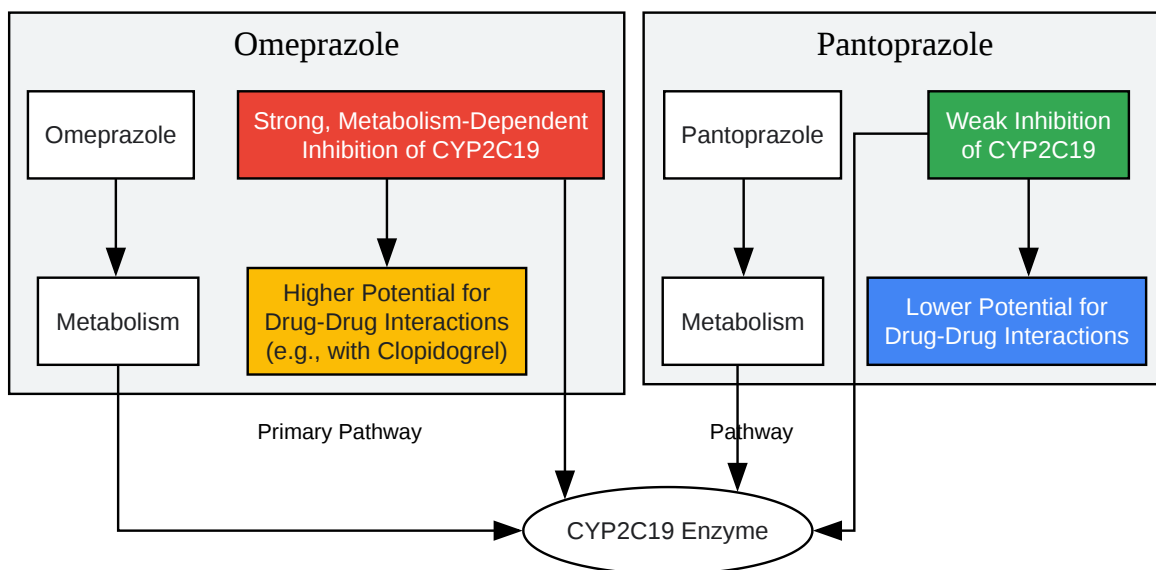 Omeprazole
Omeprazole
Strong, Metabolism-Dependent
Inhibition of CYP2C19
Metabolism
Higher Potential for
Drug-Drug Interactions
(e.g., with Clopidogrel)
Pantoprazole
Pantoprazole
Weak Inhibition
of CYP2C19
Metabolism
Lower Potential for
Drug-Drug Interactions
Primary Pathway
Pathway
CYP2C19 Enzyme